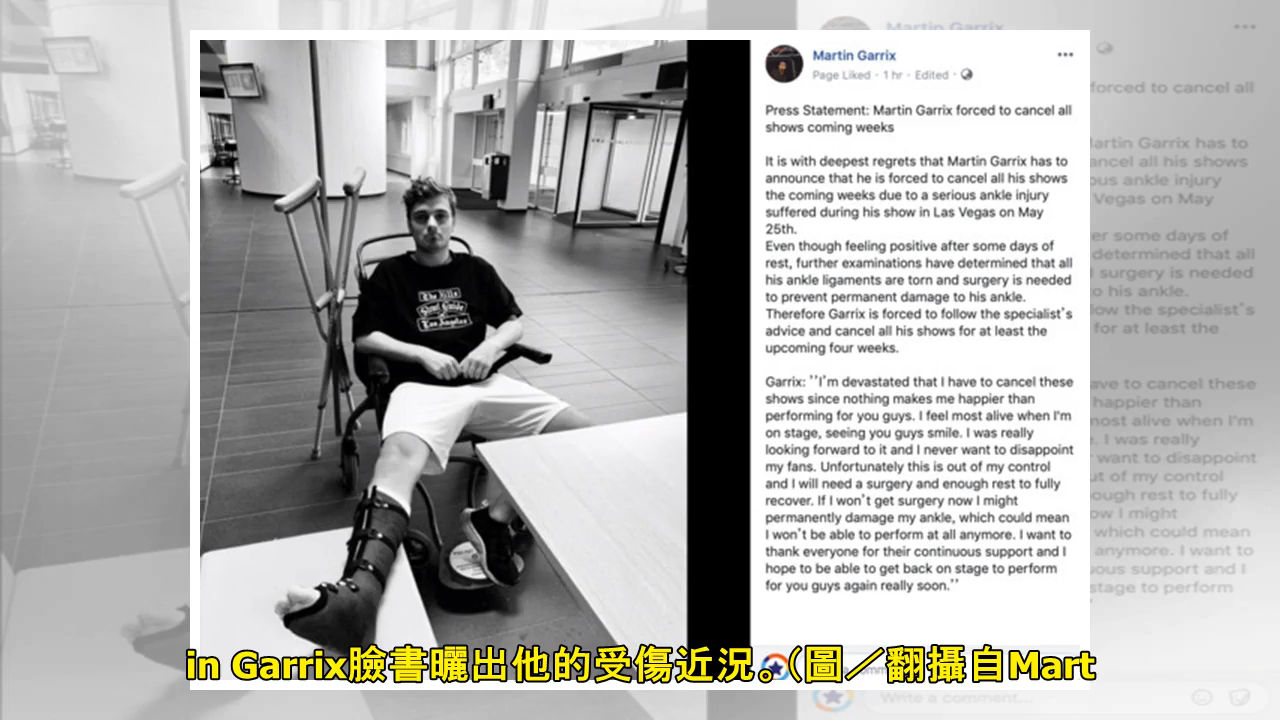 Martin Garrix
Page Liked · 1 hr · Edited ·
Press Statement: Martin Garrix forced to cancel all
shows coming weeks
It is with deepest regrets that Martin Garrix has to
announce that he is forced to cancel all his shows
the coming weeks due to a serious ankle injury
suffered during his show in Las Vegas on May
25th.
Even though feeling positive after some days of
rest, further examinations have determined that all
his ankle ligaments are torn and surgery is needed
to prevent permanent damage to his ankle.
Therefore Garrix is forced to follow the specialist's
advice and cancel all his shows for at least the
upcoming four weeks.
Garrix: ''I'm devastated that I have to cancel these
shows since nothing makes me happier than
performing for you guys. I feel most alive when I'm
on stage, seeing you guys smile. I was really
looking forward to it and I never want to disappoint
my fans. Unfortunately this is out of my control
and I will need a surgery and enough rest to fully
recover. If I won't get surgery now I might
permanently damage my ankle, which could mean
I won't be able to perform at all anymore. I want to
thank everyone for their continuous support and I
hope to be able to get back on stage to perform
for you guys again really soon.''
The Hills
Los Angeles
in Garrix臉書曬出他的受傷近況。（圖／翻攝自Mart
Write a comment...